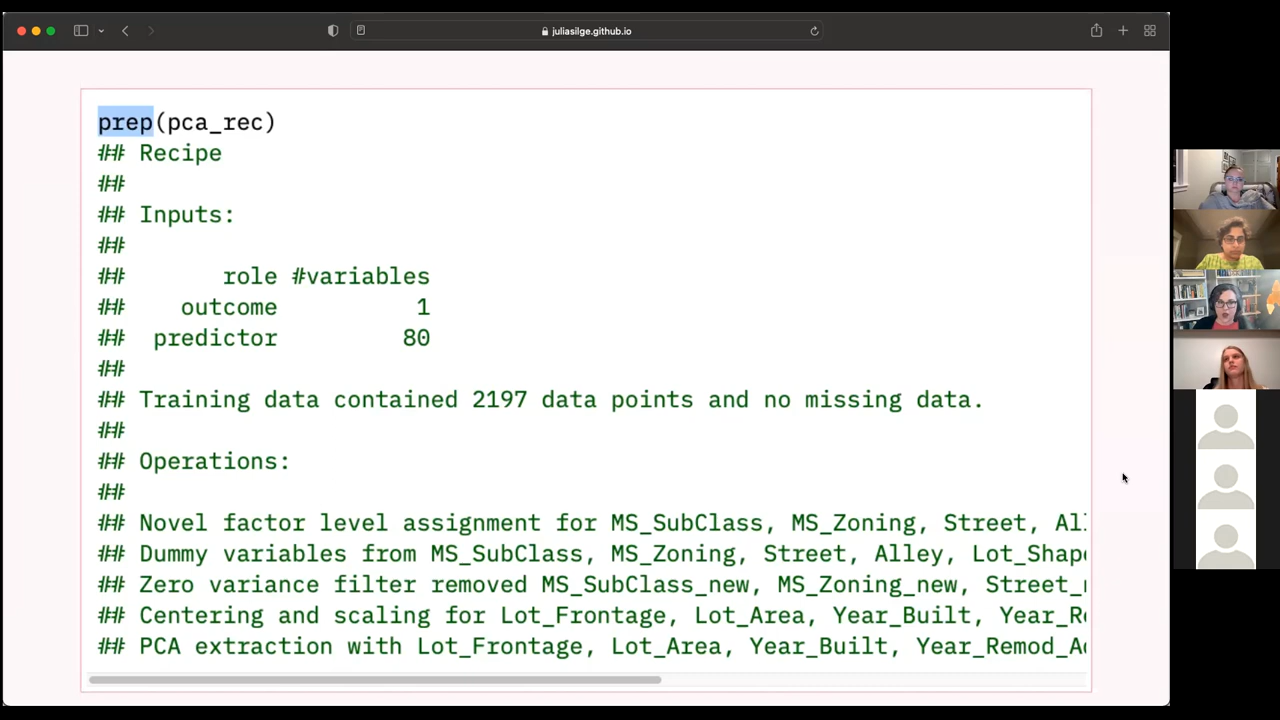 juliasilge.github.io
prep(pca_rec)
## Recipe
##
## Inputs:
##
##       role #variables
##    outcome          1
##  predictor         80
##
## Training data contained 2197 data points and no missing data.
##
## Operations:
##
## Novel factor level assignment for MS_SubClass, MS_Zoning, Street, All
## Dummy variables from MS_SubClass, MS_Zoning, Street, Alley, Lot_Shape
## Zero variance filter removed MS_SubClass_new, MS_Zoning_new, Street_n
## Centering and scaling for Lot_Frontage, Lot_Area, Year_Built, Year_Re
## PCA extraction with Lot_Frontage, Lot_Area, Year_Built, Year_Remod_Ad